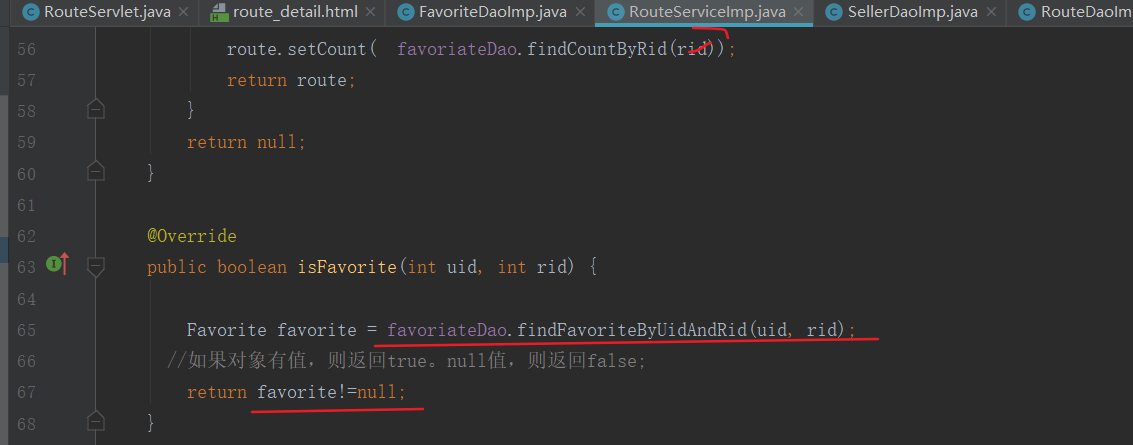 RouteServlet.java × route_detail.html × FavoriteDaoImp.java × RouteServiceImp.java × SellerDaoImp.java × RouteDaoIm
56 route.setCount( favoriateDao.findCountByRid(rid));
57 return route;
58 }
59 return null;
60 }
61
62 @Override
63 public boolean isFavorite(int uid, int rid) {
64
65 Favorite favorite = favoriateDao.findFavoriteByUidAndRid(uid, rid);
66 //如果对象有值，则返回true。null值，则返回false;
67 return favorite!=null;
68 }